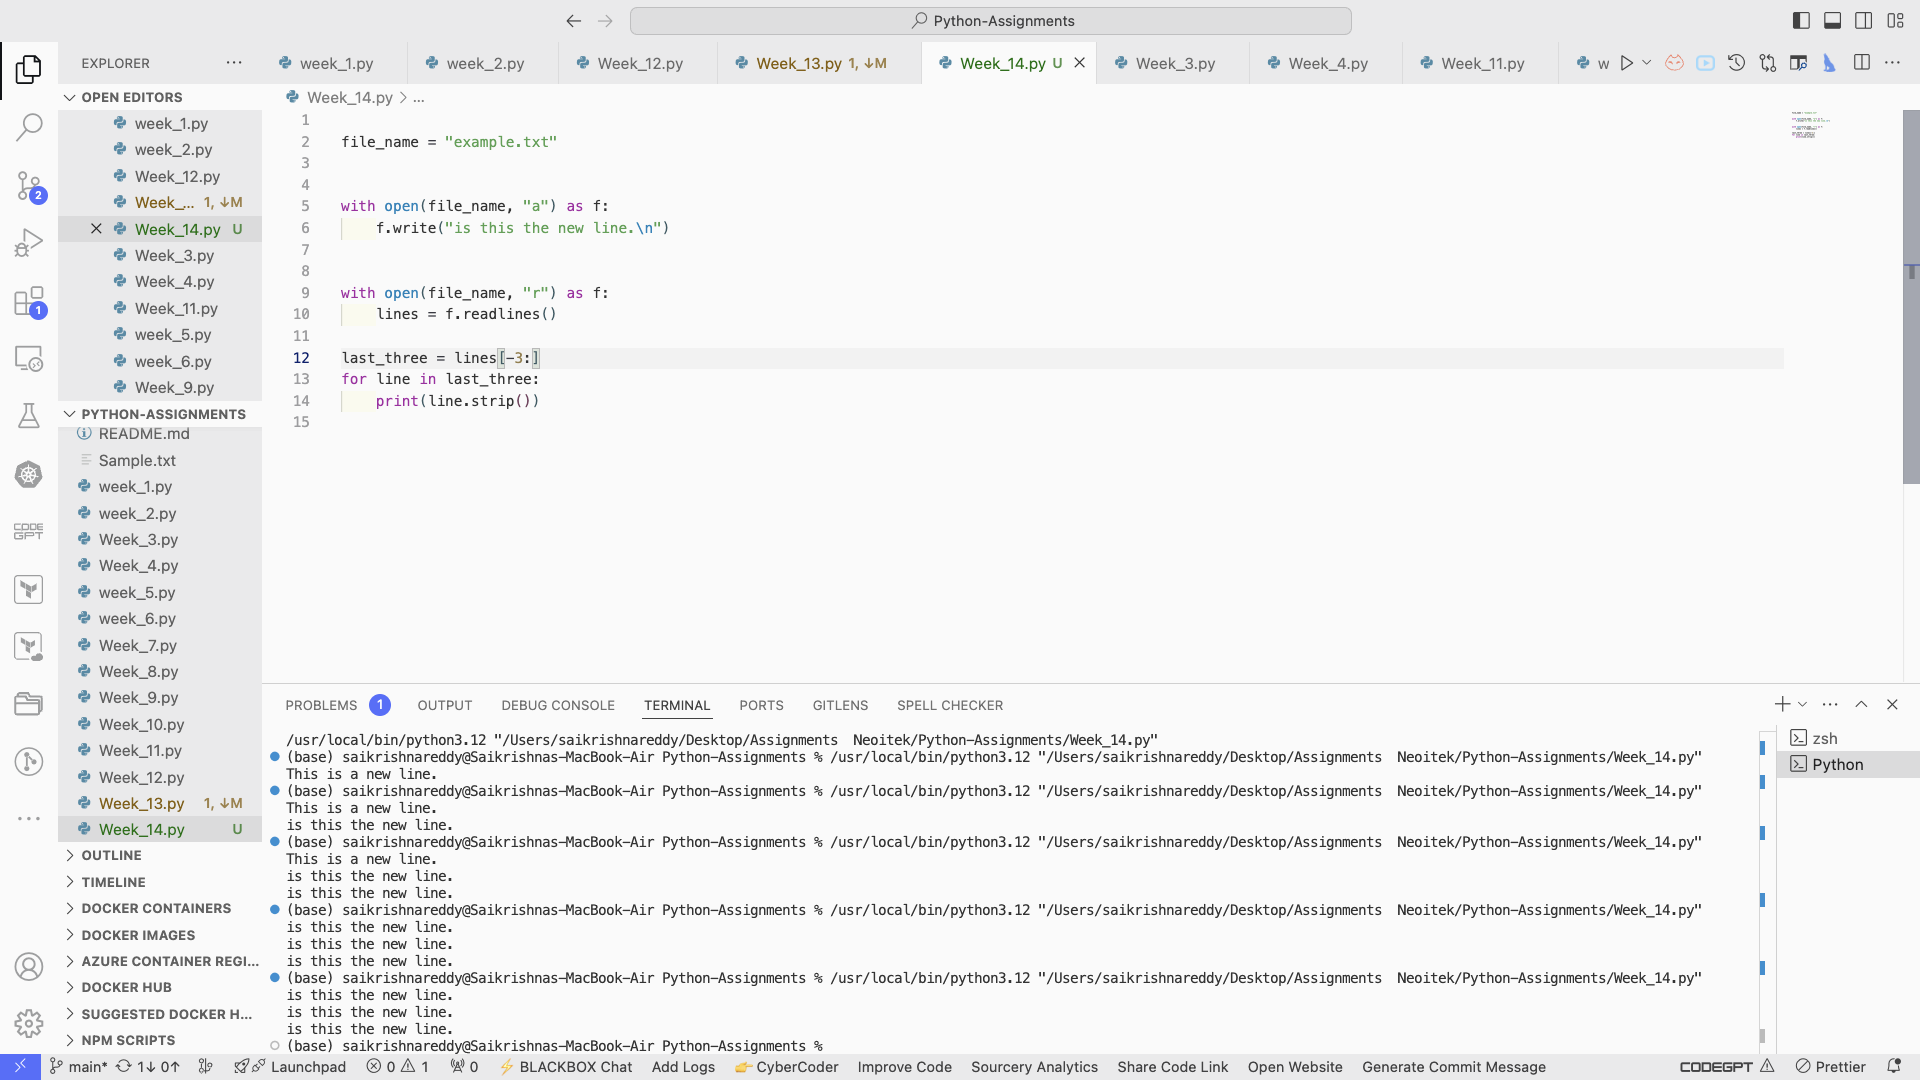 Python-Assignments
EXPLORER
week_1.py
week_2.py
Week_12.py
Week_13.py 1, ↓M
Week_14.py U
Week_3.py
Week_4.py
Week_11.py
w
OPEN EDITORS
week_1.py
week_2.py
Week_12.py
Week_... 1, ↓M
Week_14.py U
Week_3.py
Week_4.py
Week_11.py
week_5.py
week_6.py
Week_9.py
PYTHON-ASSIGNMENTS
README.md
Sample.txt
week_1.py
week_2.py
Week_3.py
Week_4.py
week_5.py
week_6.py
Week_7.py
Week_8.py
Week_9.py
Week_10.py
Week_11.py
Week_12.py
Week_13.py 1, ↓M
Week_14.py U
OUTLINE
TIMELINE
DOCKER CONTAINERS
DOCKER IMAGES
AZURE CONTAINER REGI...
DOCKER HUB
SUGGESTED DOCKER H...
NPM SCRIPTS
2
1
CODE
GPT
Week_14.py > ...
1
2 file_name = "example.txt"
3
4
5 with open(file_name, "a") as f:
6 f.write("is this the new line.\n")
7
8
9 with open(file_name, "r") as f:
10 lines = f.readlines()
11
12 last_three = lines[-3:]
13 for line in last_three:
14 print(line.strip())
15
PROBLEMS 1
OUTPUT
DEBUG CONSOLE
TERMINAL
PORTS
GITLENS
SPELL CHECKER
zsh
Python
/usr/local/bin/python3.12 "/Users/saikrishnareddy/Desktop/Assignments  Neoitek/Python-Assignments/Week_14.py"
(base) saikrishnareddy@Saikrishnas-MacBook-Air Python-Assignments % /usr/local/bin/python3.12 "/Users/saikrishnareddy/Desktop/Assignments  Neoitek/Python-Assignments/Week_14.py"
This is a new line.
(base) saikrishnareddy@Saikrishnas-MacBook-Air Python-Assignments % /usr/local/bin/python3.12 "/Users/saikrishnareddy/Desktop/Assignments  Neoitek/Python-Assignments/Week_14.py"
This is a new line.
is this the new line.
(base) saikrishnareddy@Saikrishnas-MacBook-Air Python-Assignments % /usr/local/bin/python3.12 "/Users/saikrishnareddy/Desktop/Assignments  Neoitek/Python-Assignments/Week_14.py"
This is a new line.
is this the new line.
is this the new line.
(base) saikrishnareddy@Saikrishnas-MacBook-Air Python-Assignments % /usr/local/bin/python3.12 "/Users/saikrishnareddy/Desktop/Assignments  Neoitek/Python-Assignments/Week_14.py"
is this the new line.
is this the new line.
is this the new line.
(base) saikrishnareddy@Saikrishnas-MacBook-Air Python-Assignments % /usr/local/bin/python3.12 "/Users/saikrishnareddy/Desktop/Assignments  Neoitek/Python-Assignments/Week_14.py"
is this the new line.
is this the new line.
is this the new line.
(base) saikrishnareddy@Saikrishnas-MacBook-Air Python-Assignments %
main* 1↓ 0↑ Launchpad 0 1 0 BLACKBOX Chat Add Logs CyberCoder Improve Code Sourcery Analytics Share Code Link Open Website Generate Commit Message CODEGPT Prettier